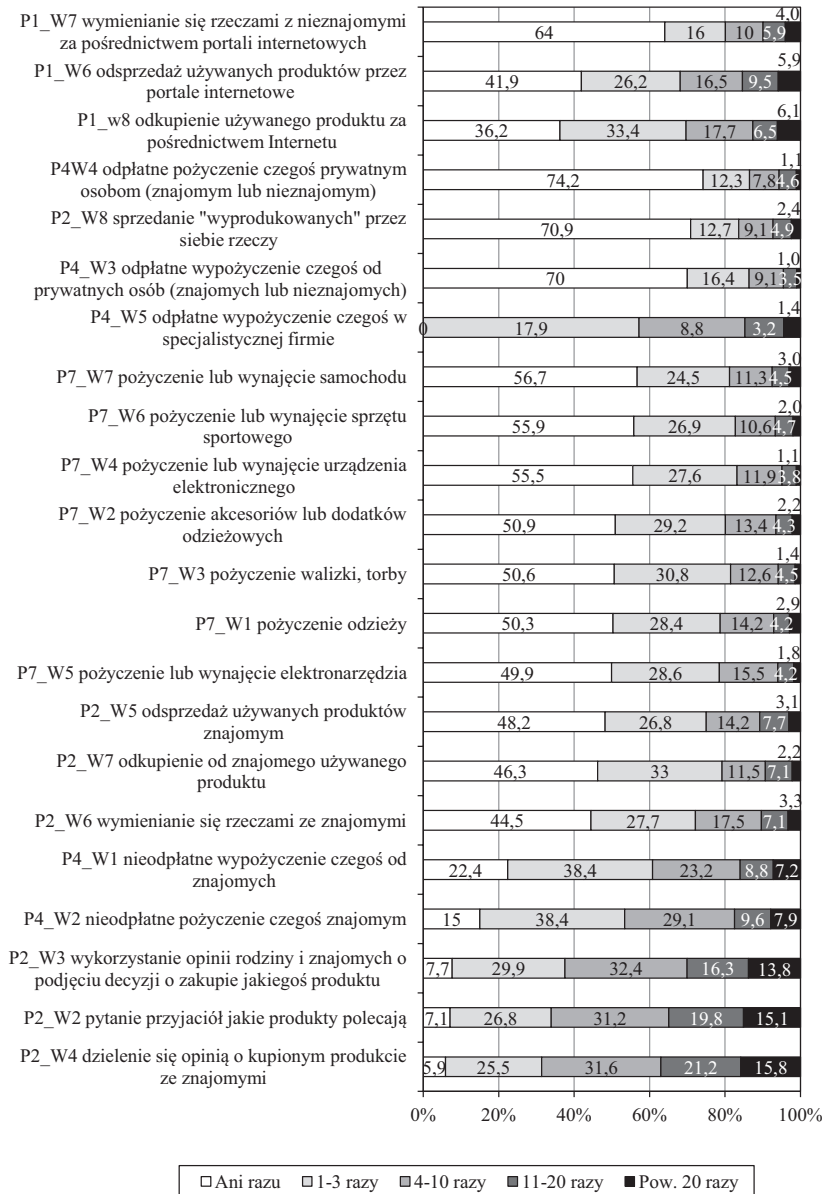 P1_W7 wymienianie się rzeczami z nieznajomymi
za pośrednictwem portali internetowych
64 16 10 5,9 4,0
P1_W6 odsprzedaż używanych produktów przez
portale internetowe
41,9 26,2 16,5 9,5 5,9
P1_w8 odkupienie używanego produktu za
pośrednictwem Internetu
36,2 33,4 17,7 6,5 6,1
P4W4 odpłatne pożyczenie czegoś prywatnym
osobom (znajomym lub nieznajomym)
74,2 12,3 7,8 4,6 1,1
P2_W8 sprzedanie "wyprodukowanych" przez
siebie rzeczy
70,9 12,7 9,1 4,9 2,4
P4_W3 odpłatne wypożyczenie czegoś od
prywatnych osób (znajomych lub nieznajomych)
70 16,4 9,1 3,5 1,0
P4_W5 odpłatne wypożyczenie czegoś w
specjalistycznej firmie
0 17,9 8,8 3,2 1,4
P7_W7 pożyczenie lub wynajęcie samochodu
56,7 24,5 11,3 4,5 3,0
P7_W6 pożyczenie lub wynajęcie sprzętu
sportowego
55,9 26,9 10,6 4,7 2,0
P7_W4 pożyczenie lub wynajęcie urządzenia
elektronicznego
55,5 27,6 11,9 3,8 1,1
P7_W2 pożyczenie akcesoriów lub dodatków
odzieżowych
50,9 29,2 13,4 4,3 2,2
P7_W3 pożyczenie walizki, torby
50,6 30,8 12,6 4,5 1,4
P7_W1 pożyczenie odzieży
50,3 28,4 14,2 4,2 2,9
P7_W5 pożyczenie lub wynajęcie elektronarzędzia
49,9 28,6 15,5 4,2 1,8
P2_W5 odsprzedaż używanych produktów
znajomym
48,2 26,8 14,2 7,7 3,1
P2_W7 odkupienie od znajomego używanego
produktu
46,3 33 11,5 7,1 2,2
P2_W6 wymienianie się rzeczami ze znajomymi
44,5 27,7 17,5 7,1 3,3
P4_W1 nieodpłatne wypożyczenie czegoś od
znajomych
22,4 38,4 23,2 8,8 7,2
P4_W2 nieodpłatne pożyczenie czegoś znajomym
15 38,4 29,1 9,6 7,9
P2_W3 wykorzystanie opinii rodziny i znajomych o
podjęciu decyzji o zakupie jakiegoś produktu
7,7 29,9 32,4 16,3 13,8
P2_W2 pytanie przyjaciół jakie produkty polecają
7,1 26,8 31,2 19,8 15,1
P2_W4 dzielenie się opinią o kupionym produkcie
ze znajomymi
5,9 25,5 31,6 21,2 15,8
0% 20% 40% 60% 80% 100%
Ani razu 1-3 razy 4-10 razy 11-20 razy Pow. 20 razy